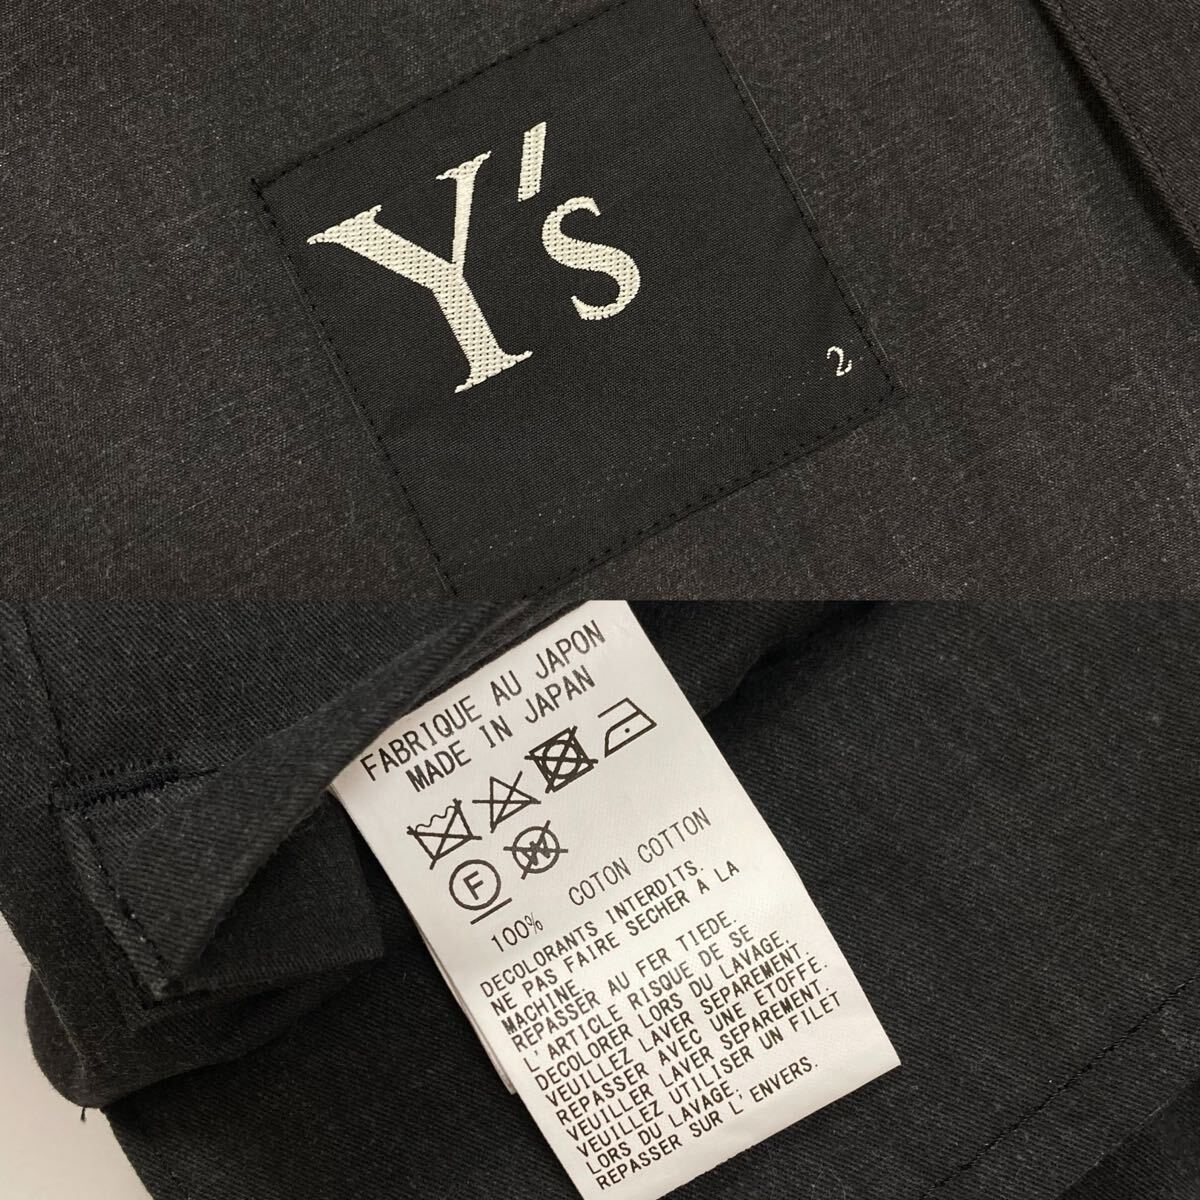 Y's
2
FABRIQUE AU JAPON
MADE IN JAPAN
F
W
100% COTON COTTON
DECOLORANTS INTERDITS.
NE PAS FAIRE SECHER À LA
MACHINE.
REPASSER AU FER TIEDE.
L'ARTICLE RISQUE DE SE
DECOLORER LORS DU LAVAGE.
VEUILLEZ LAVER SEPAREMENT.
REPASSER AVEC UNE ETOFFE.
VEUILLER LAVER SEPAREMENT.
VEUILLEZ UTILISER UN FILET
LORS DU LAVAGE.
REPASSER SUR L'ENVERS.